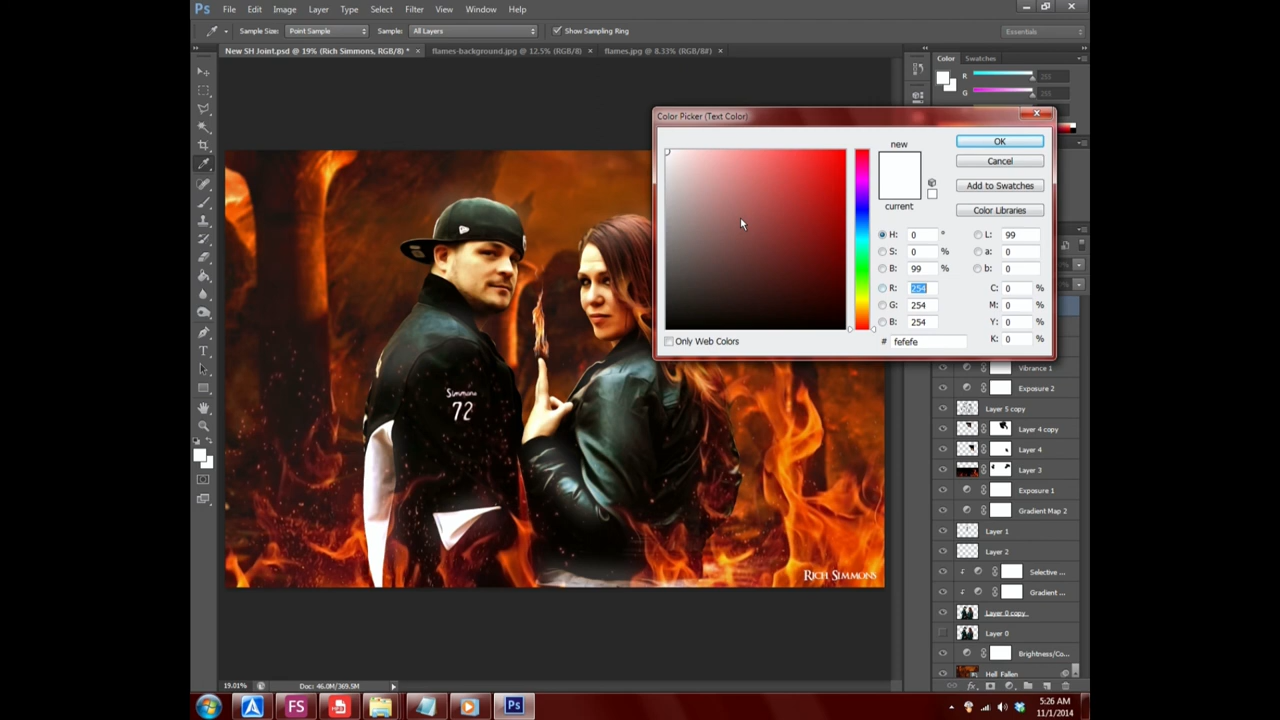 Ps File Edit Image Layer Type Select Filter View Window Help
Sample Size: Point Sample Sample: All Layers Show Sampling Ring Essentials
New SH Joint.psd @ 19% (Rich Simmons, RGB/8) * × flames-background.jpg @ 12.5% (RGB/8) × flames.jpg @ 8.33% (RGB/8#) ×
Color Swatches
R 255
G 255
Color Picker (Text Color)
new
current
OK
Cancel
Add to Swatches
Color Libraries
H: 0 ° L: 99
S: 0 % a: 0
B: 99 % b: 0
R: 254 C: 0 %
G: 254 M: 0 %
B: 254 Y: 0 %
# fefefe K: 0 %
Only Web Colors
Simmons
72
Rich Simmons
Vibrance 1
Exposure 2
Layer 5 copy
Layer 4 copy
Layer 4
Layer 3
Exposure 1
Gradient Map 2
Layer 1
Layer 2
Selective ...
Gradient ...
Layer 0 copy
Layer 0
Brightness/Co...
Hell Fallen
fx
19.01% Doc: 46.0M/369.5M
FS Ps
5:26 AM
11/1/2014